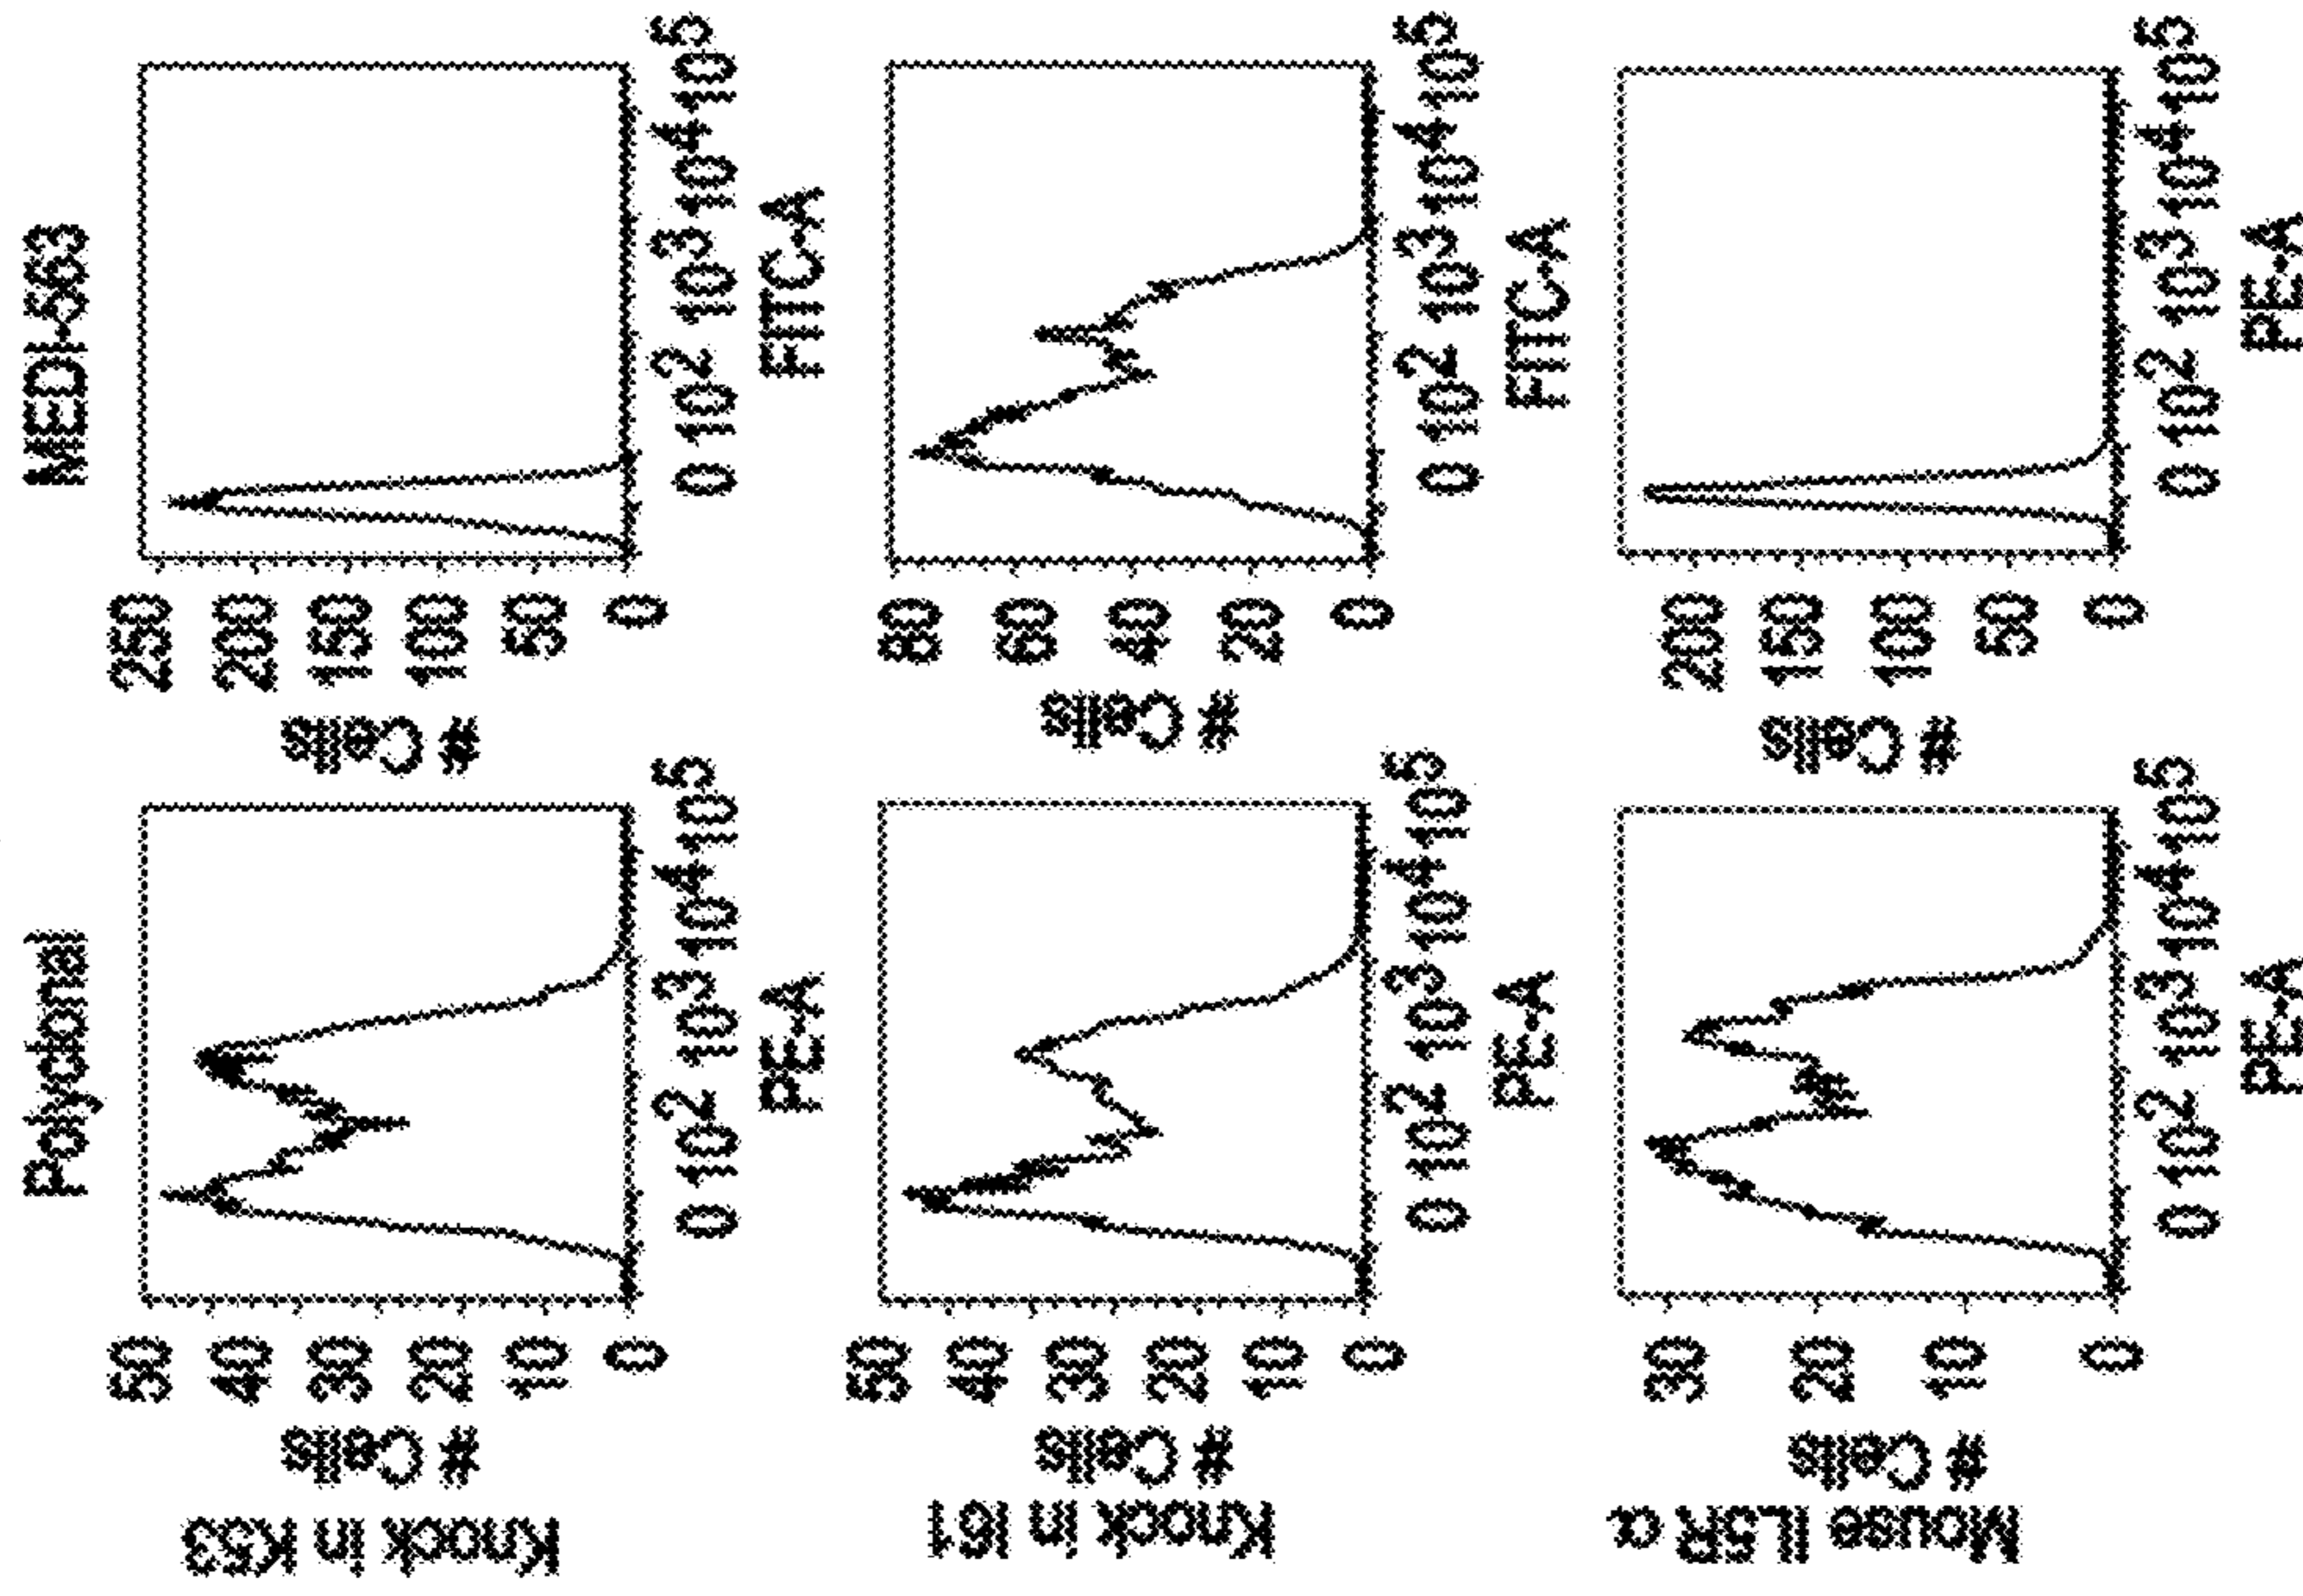 Polyclonal
MEDI-563
Knock in K53
# Cells
50
40
30
20
10
0
0 10² 10³ 10⁴ 10⁵
PE-A
# Cells
250
200
150
100
50
0
0 10² 10³ 10⁴ 10⁵
FITC-A
Knock in I61
# Cells
50
40
30
20
10
0
0 10² 10³ 10⁴ 10⁵
PE-A
# Cells
80
60
40
20
0
0 10² 10³ 10⁴ 10⁵
FITC-A
Mouse IL5R α
# Cells
30
20
10
0
0 10² 10³ 10⁴ 10⁵
PE-A
# Cells
200
150
100
50
0
0 10² 10³ 10⁴ 10⁵
PE-A